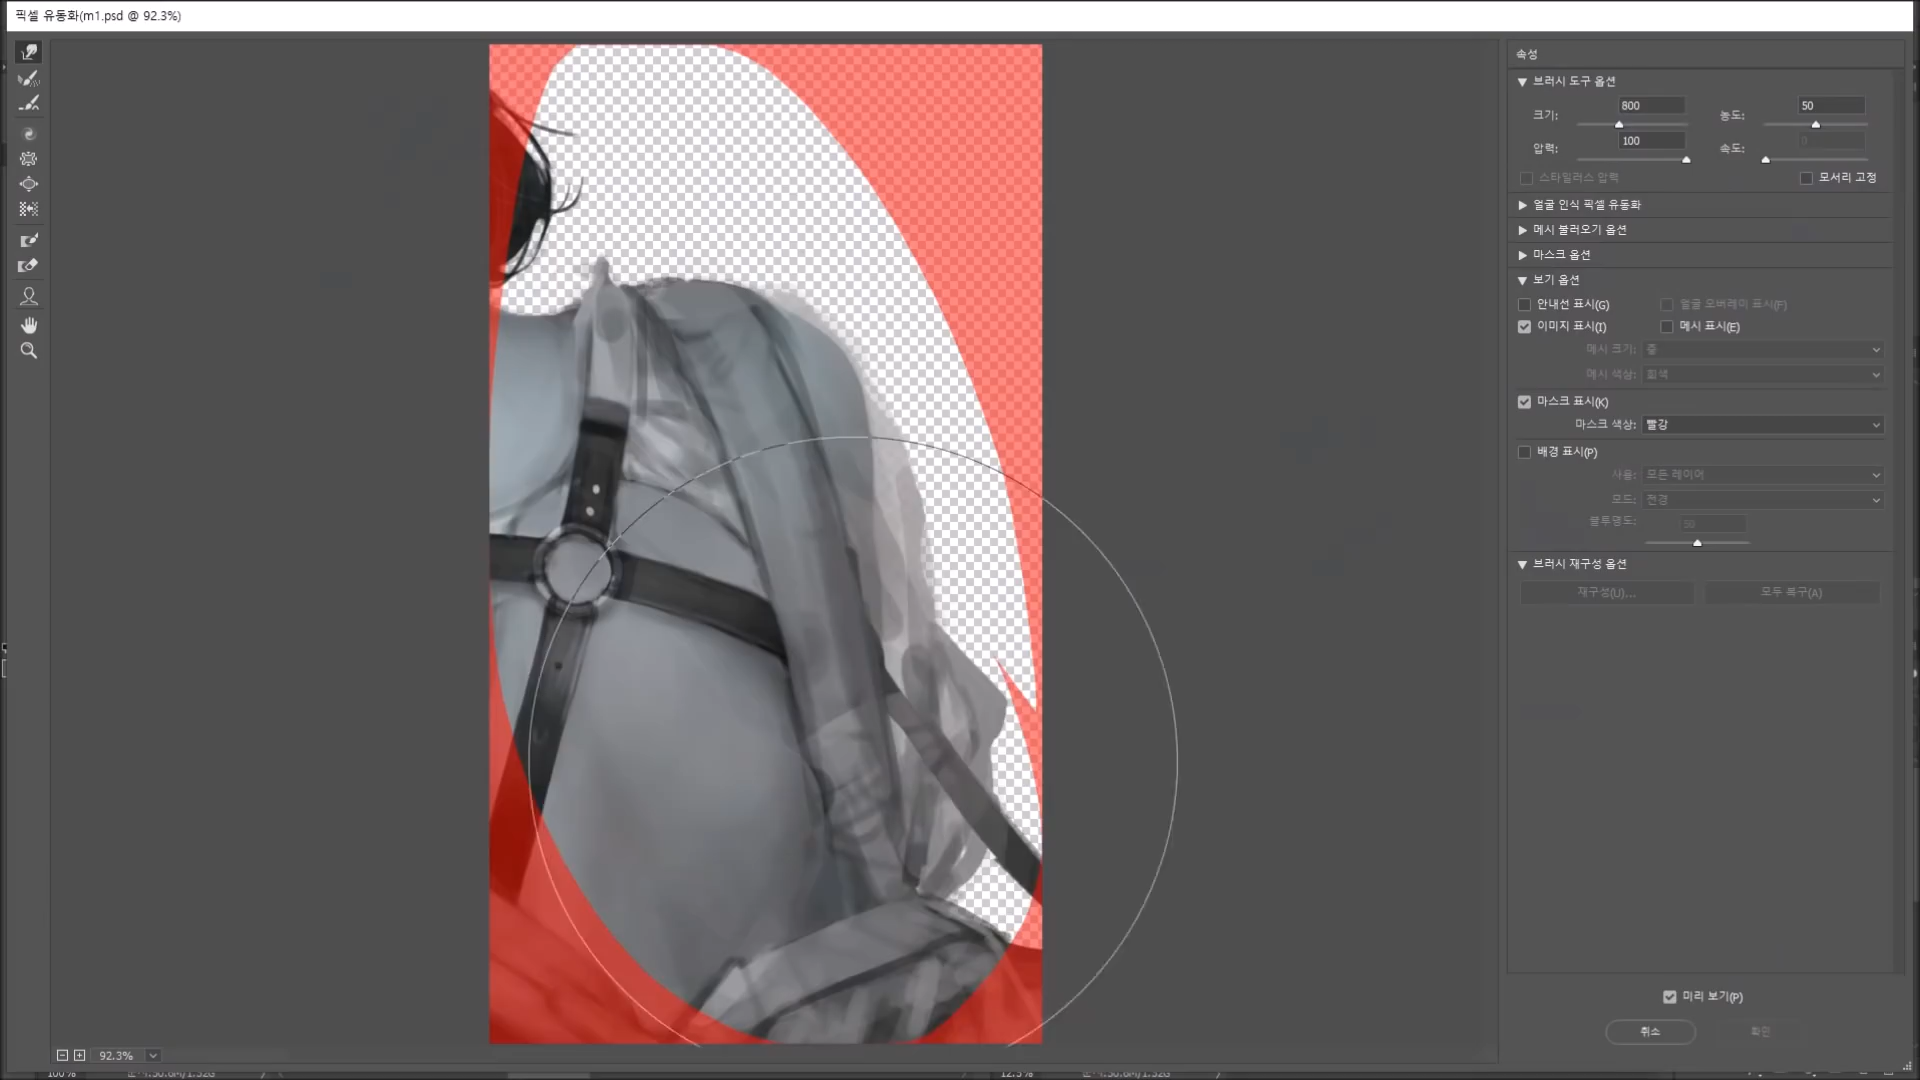 픽셀 유동화(m1.psd @ 92.3%)
속성
브러시 도구 옵션
크기: 800 농도: 50
압력: 100 속도: 0
스타일러스 압력 모서리 고정
얼굴 인식 픽셀 유동화
메시 불러오기 옵션
마스크 옵션
보기 옵션
안내선 표시(G) 얼굴 오버레이 표시(F)
이미지 표시(I) 메시 표시(E)
메시 크기: 중
메시 색상: 회색
마스크 표시(K)
마스크 색상: 빨강
배경 표시(P)
사용: 모든 레이어
모드: 전경
불투명도: 50
브러시 재구성 옵션
재구성(U)... 모두 복구(A)
미리 보기(P)
취소 확인
92.3%
100% 12.5%